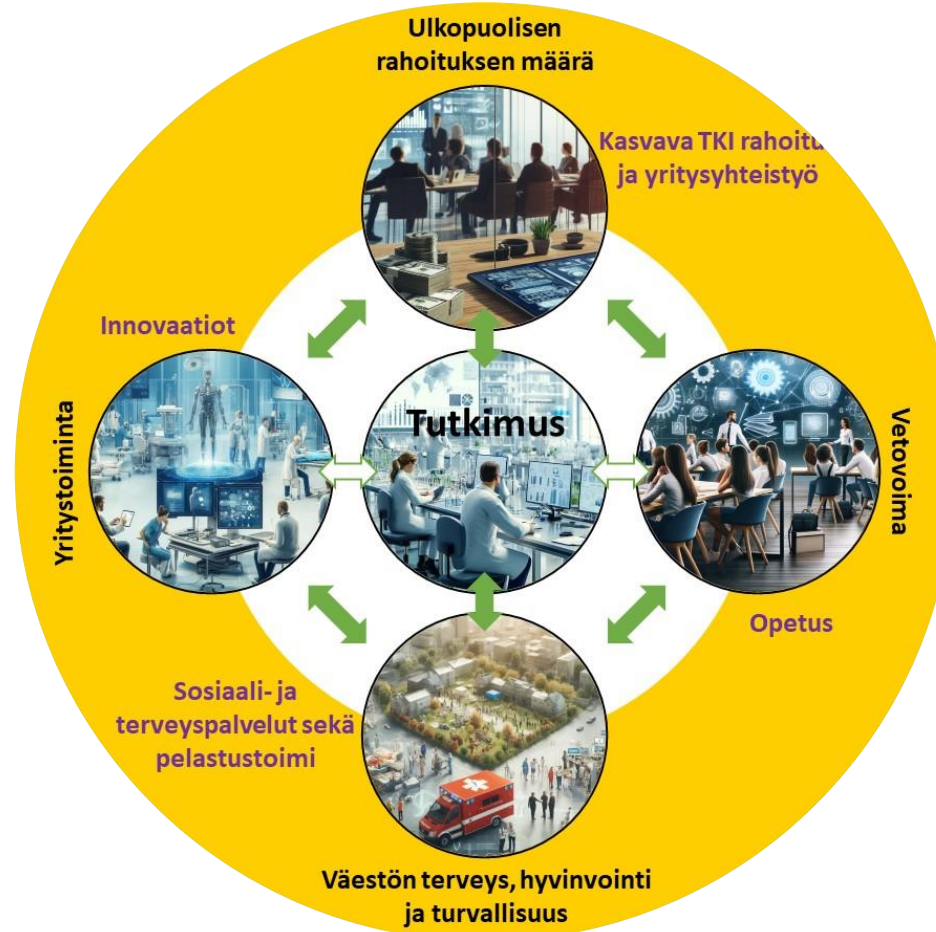 Ulkopuolisen
rahoituksen määrä
Kasvava TKI rahoitu
ja yritysyhteistyö
Innovaatiot
Yritystoiminta
Tutkimus
Vetovoima
Opetus
Sosiaali- ja
terveyspalvelut sekä
pelastustoimi
Väestön terveys, hyvinvointi
ja turvallisuus